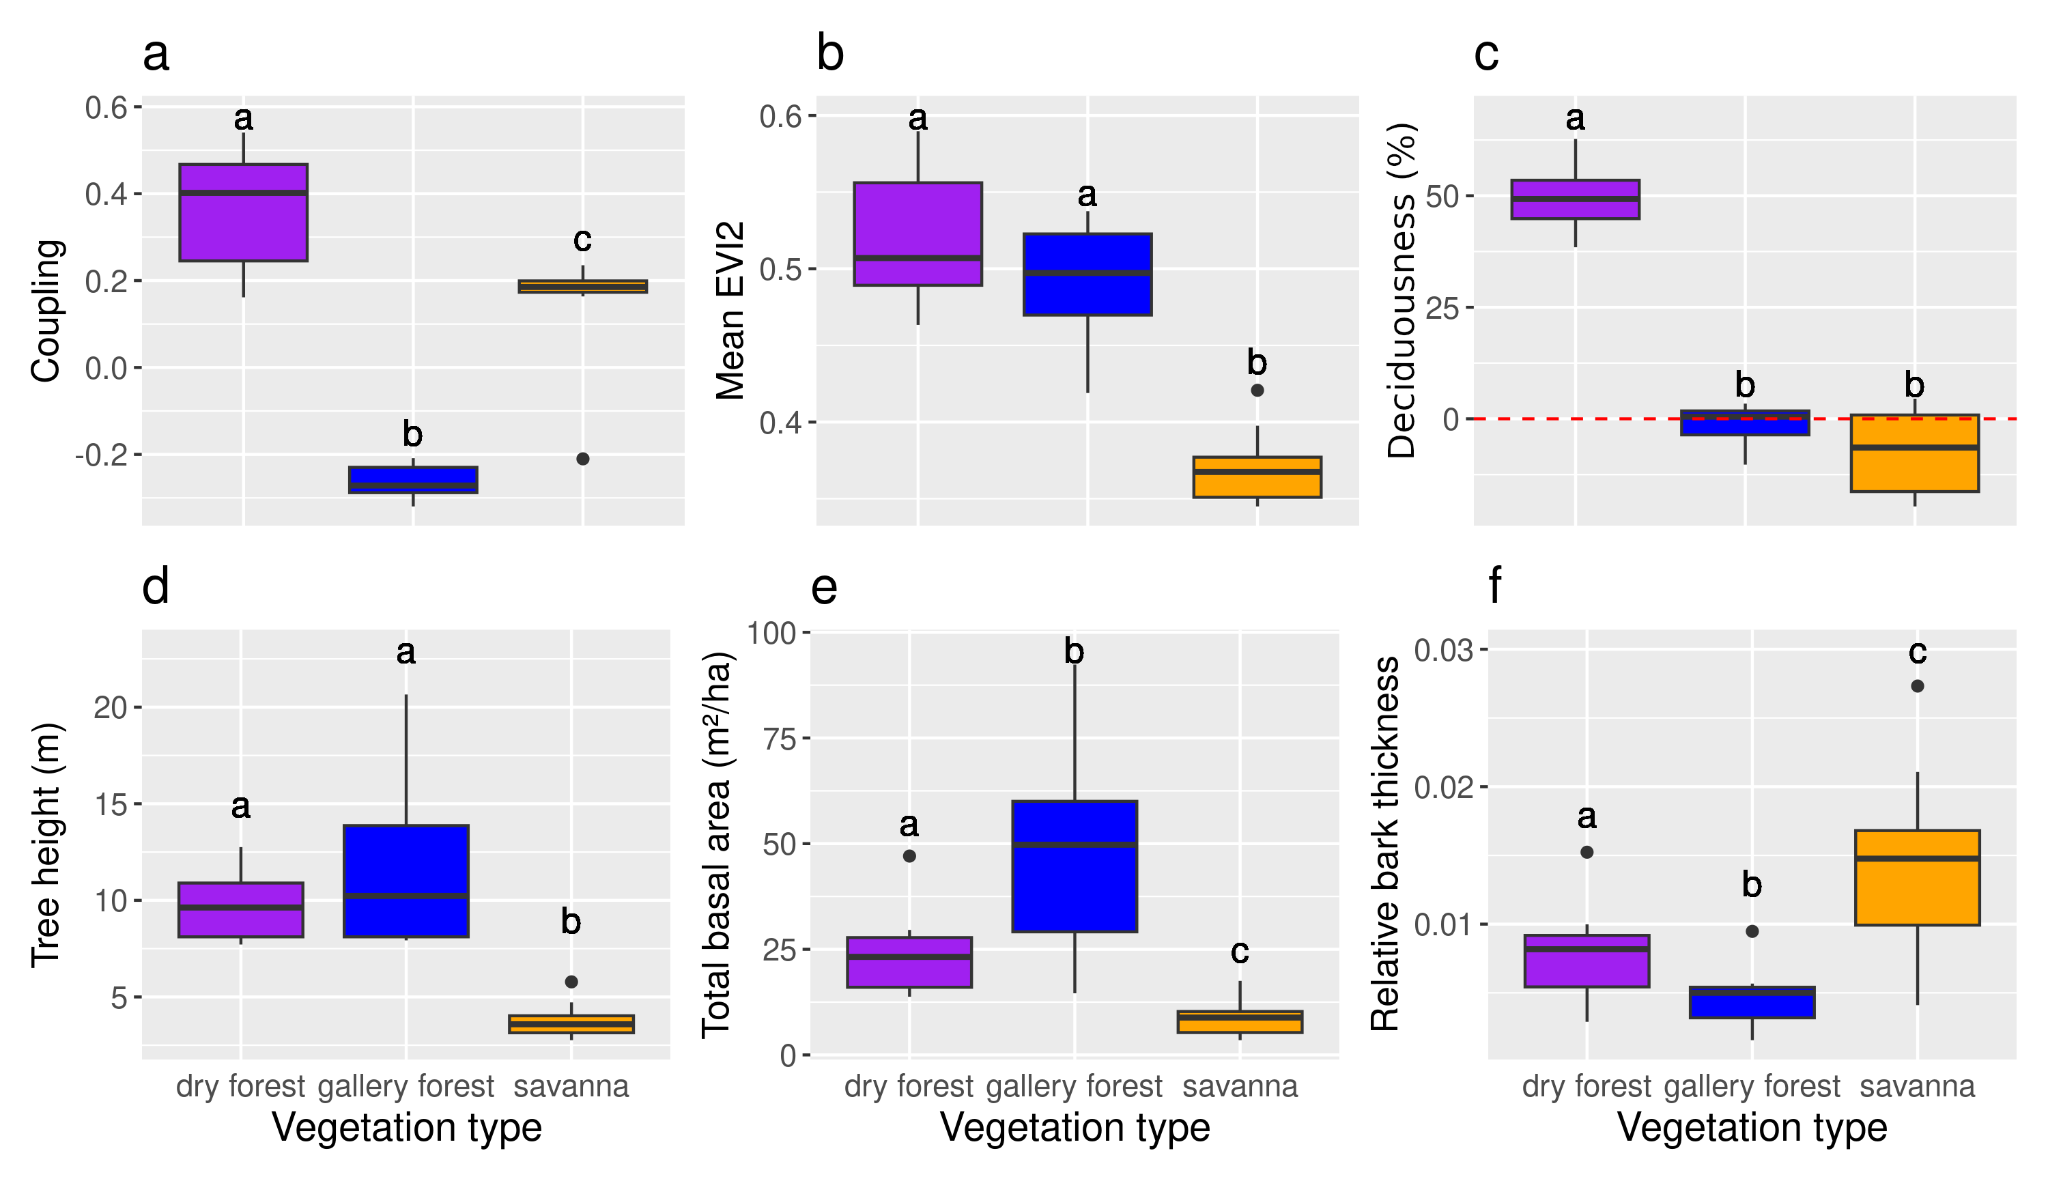 a
Coupling
0.6
0.4
0.2
0.0
-0.2
a
b
c
b
Mean EVI2
0.6
0.5
0.4
a
a
b
c
Deciduousness (%)
50
25
0
a
b
b
d
Tree height (m)
20
15
10
5
a
a
b
dry forest gallery forest savanna
Vegetation type
e
Total basal area (m²/ha)
100
75
50
25
0
a
b
c
dry forest gallery forest savanna
Vegetation type
f
Relative bark thickness
0.03
0.02
0.01
a
b
c
dry forest gallery forest savanna
Vegetation type